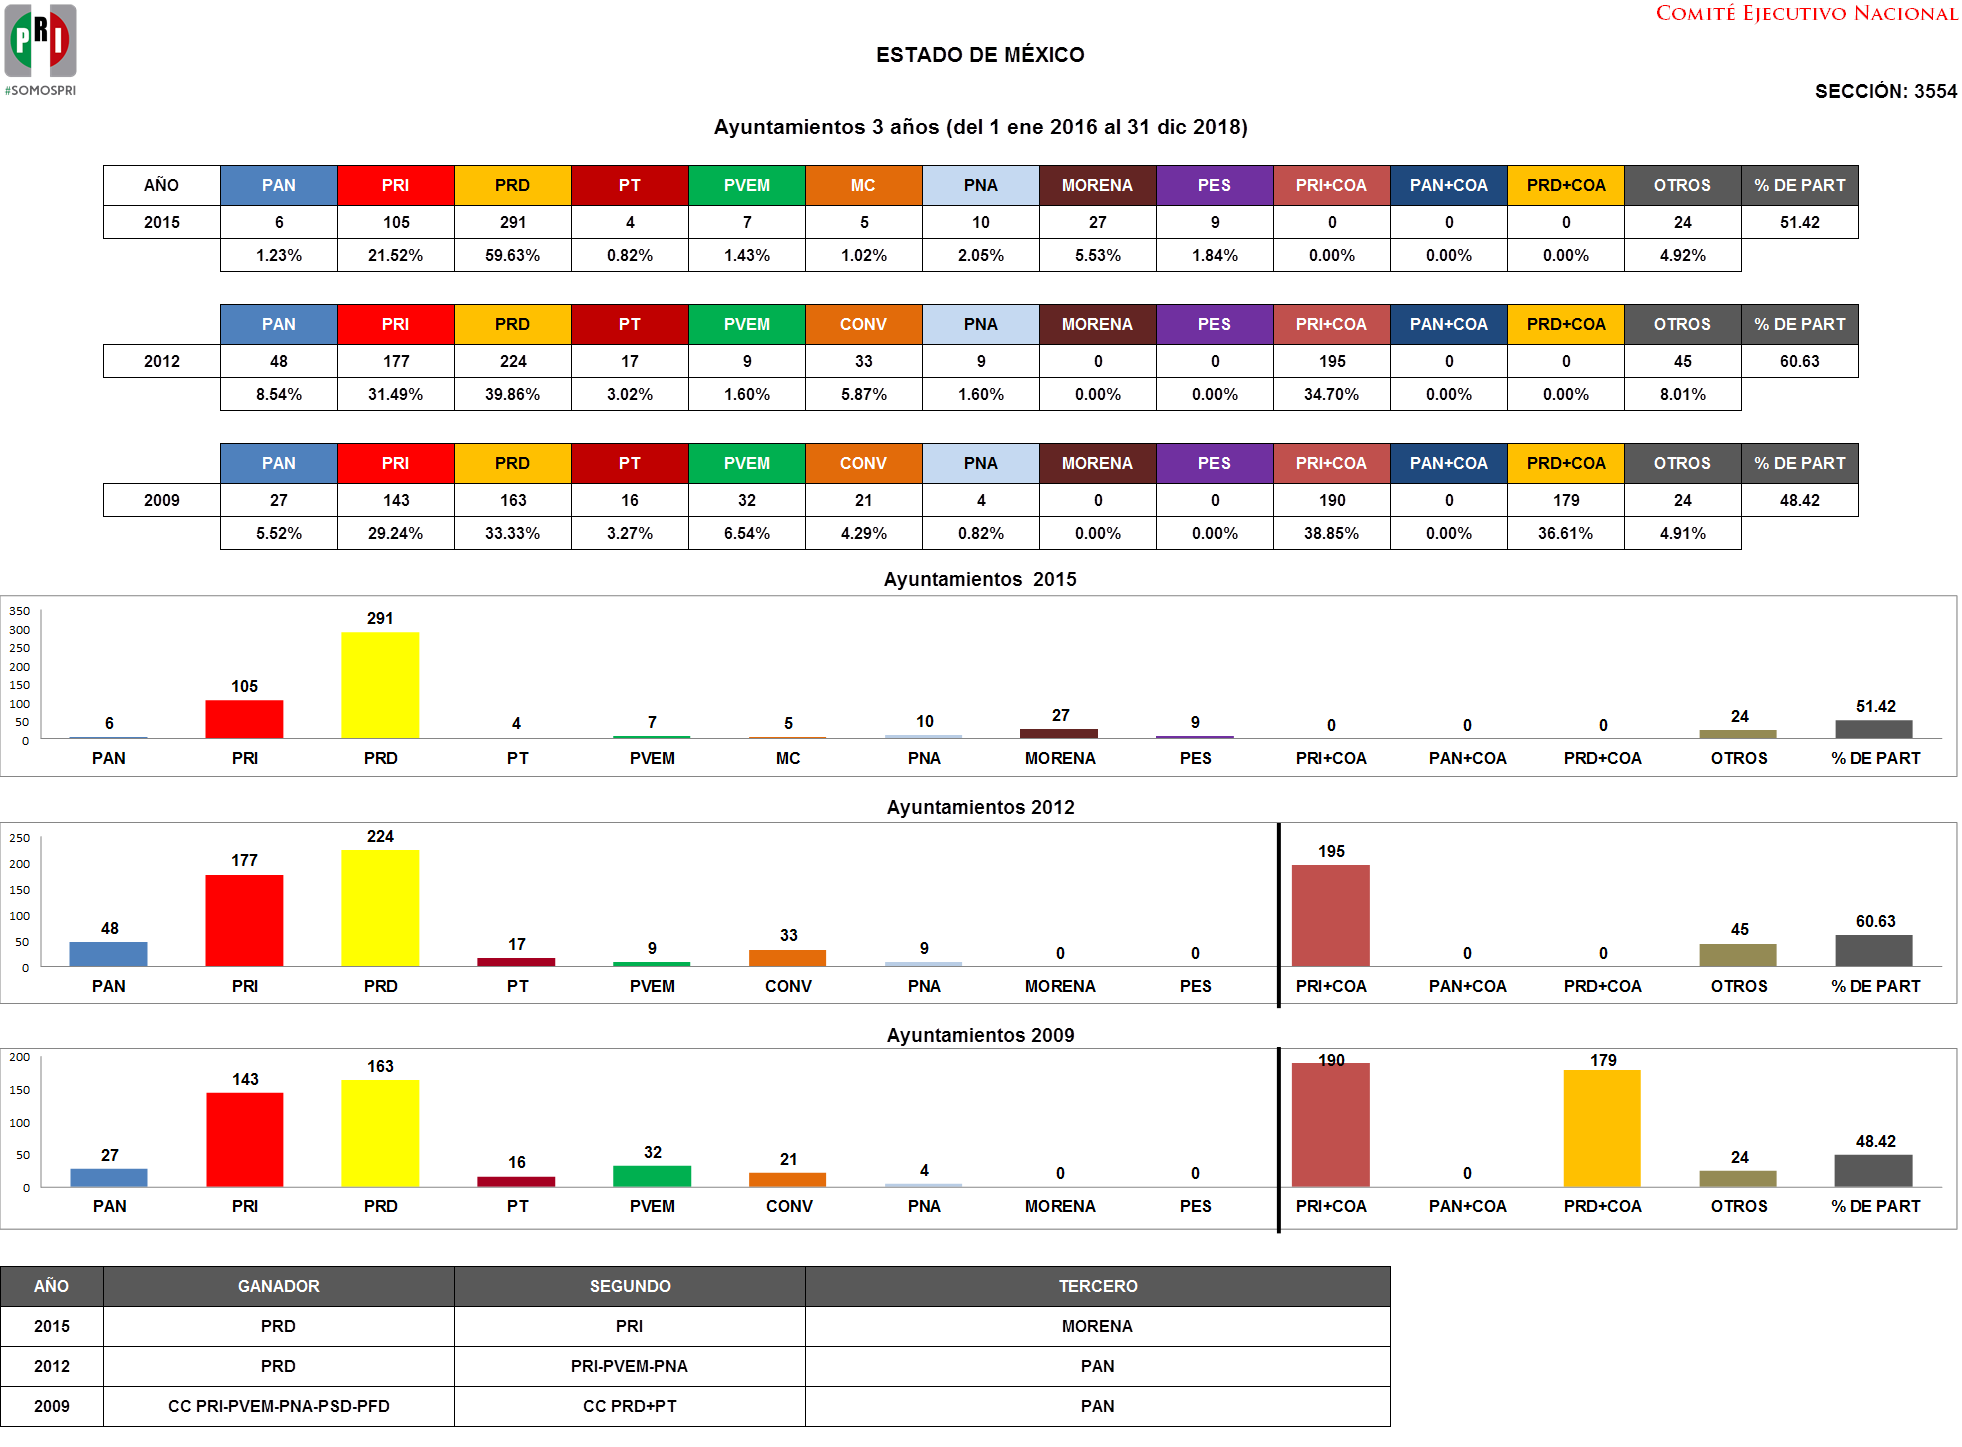 PRI
#SOMOSPRI
COMITÉ EJECUTIVO NACIONAL
ESTADO DE MÉXICO
SECCIÓN: 3554
Ayuntamientos 3 años (del 1 ene 2016 al 31 dic 2018)
AÑO PAN PRI PRD PT PVEM MC PNA MORENA PES PRI+COA PAN+COA PRD+COA OTROS % DE PART
2015 6 105 291 4 7 5 10 27 9 0 0 0 24 51.42
1.23% 21.52% 59.63% 0.82% 1.43% 1.02% 2.05% 5.53% 1.84% 0.00% 0.00% 0.00% 4.92%
PAN PRI PRD PT PVEM CONV PNA MORENA PES PRI+COA PAN+COA PRD+COA OTROS % DE PART
2012 48 177 224 17 9 33 9 0 0 195 0 0 45 60.63
8.54% 31.49% 39.86% 3.02% 1.60% 5.87% 1.60% 0.00% 0.00% 34.70% 0.00% 0.00% 8.01%
PAN PRI PRD PT PVEM CONV PNA MORENA PES PRI+COA PAN+COA PRD+COA OTROS % DE PART
2009 27 143 163 16 32 21 4 0 0 190 0 179 24 48.42
5.52% 29.24% 33.33% 3.27% 6.54% 4.29% 0.82% 0.00% 0.00% 38.85% 0.00% 36.61% 4.91%
Ayuntamientos 2015
350
300
250
200
150
100
50
0
6 105 291 4 7 5 10 27 9 0 0 0 24 51.42
PAN PRI PRD PT PVEM MC PNA MORENA PES PRI+COA PAN+COA PRD+COA OTROS % DE PART
Ayuntamientos 2012
250
200
150
100
50
0
48 177 224 17 9 33 9 0 0 195 0 0 45 60.63
PAN PRI PRD PT PVEM CONV PNA MORENA PES PRI+COA PAN+COA PRD+COA OTROS % DE PART
Ayuntamientos 2009
200
150
100
50
0
27 143 163 16 32 21 4 0 0 190 0 179 24 48.42
PAN PRI PRD PT PVEM CONV PNA MORENA PES PRI+COA PAN+COA PRD+COA OTROS % DE PART
AÑO GANADOR SEGUNDO TERCERO
2015 PRD PRI MORENA
2012 PRD PRI-PVEM-PNA PAN
2009 CC PRI-PVEM-PNA-PSD-PFD CC PRD+PT PAN